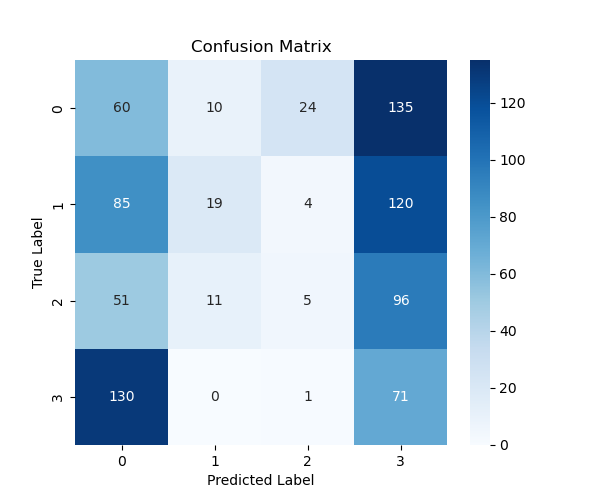 Confusion Matrix
0 60 10 24 135
1 85 19 4 120
2 51 11 5 96
3 130 0 1 71
0 1 2 3
Predicted Label
True Label
120
100
80
60
40
20
0